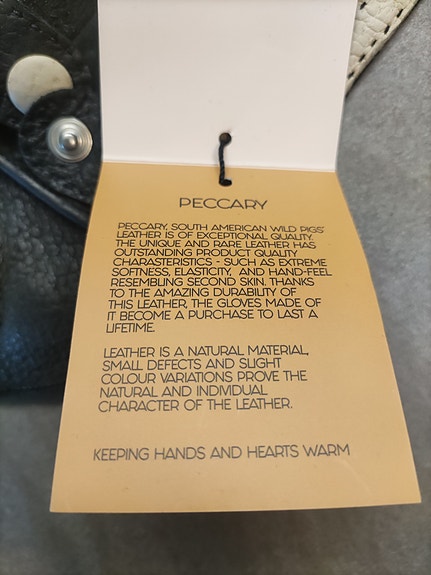 PECCARY
PECCARY, SOUTH AMERICAN WILD PIGS'
LEATHER IS OF EXCEPTIONAL QUALITY.
THE UNIQUE AND RARE LEATHER HAS
OUTSTANDING PRODUCT QUALITY
CHARASTERISTICS - SUCH AS EXTREME
SOFTNESS, ELASTICITY, AND HAND-FEEL
RESEMBLING SECOND SKIN. THANKS
TO THE AMAZING DURABILITY OF
THIS LEATHER, THE GLOVES MADE OF
IT BECOME A PURCHASE TO LAST A
LIFETIME.
LEATHER IS A NATURAL MATERIAL,
SMALL DEFECTS AND SLIGHT
COLOUR VARIATIONS PROVE THE
NATURAL AND INDIVIDUAL
CHARACTER OF THE LEATHER.
KEEPING HANDS AND HEARTS WARM